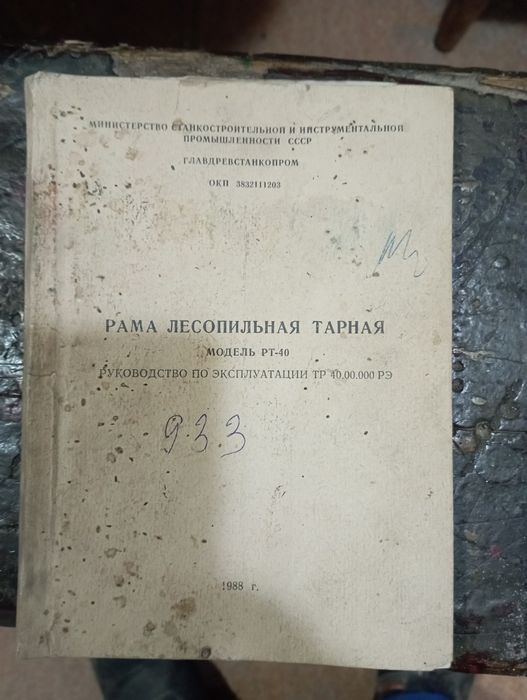 МИНИСТЕРСТВО СТАНКОСТРОИТЕЛЬНОЙ И ИНСТРУМЕНТАЛЬНОЙ
ПРОМЫШЛЕННОСТИ СССР
ГЛАВДРЕВСТАНКОПРОМ
ОКП 3832111203
РАМА ЛЕСОПИЛЬНАЯ ТАРНАЯ
МОДЕЛЬ РТ-40
РУКОВОДСТВО ПО ЭКСПЛУАТАЦИИ ТР 40.00.000 РЭ
933
1988 г.